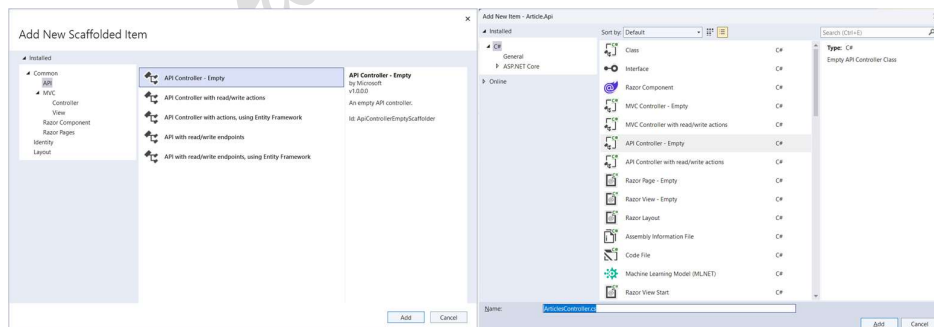 Add New Scaffolded Item
Installed
Common
API
MVC
Controller
View
Razor Component
Razor Pages
Identity
Layout
API Controller - Empty
API Controller with read/write actions
API Controller with actions, using Entity Framework
API with read/write endpoints
API with read/write endpoints, using Entity Framework
API Controller - Empty
by Microsoft
v1.0.0.0
An empty API controller.
Id: ApiControllerEmptyScaffolder
Add Cancel
Add New Item - Article.Api
Installed
C#
General
ASP.NET Core
Online
Sort by: Default
Class C#
Interface C#
Razor Component C#
MVC Controller - Empty C#
MVC Controller with read/write actions C#
API Controller - Empty C#
API Controller with read/write actions C#
Razor Page - Empty C#
Razor View - Empty C#
Razor Layout C#
Assembly Information File C#
Code File C#
Machine Learning Model (ML.NET) C#
Razor View Start C#
Search (Ctrl+E)
Type: C#
Empty API Controller Class
Name: ArticlesController.cs
Add Cancel